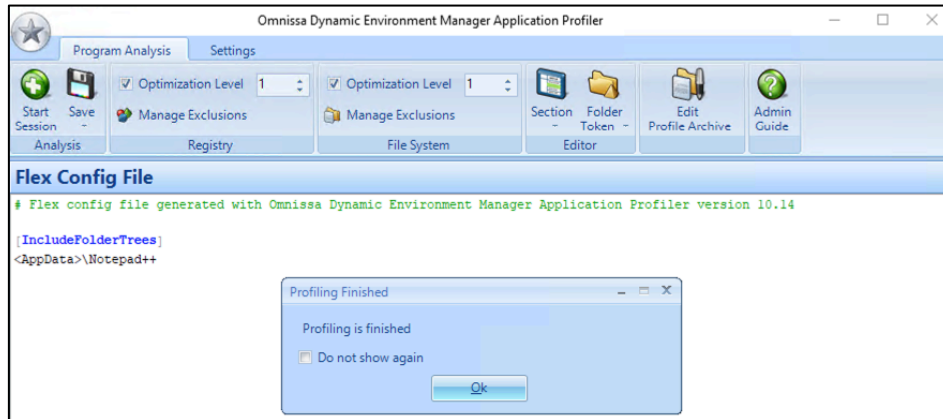 Omnissa Dynamic Environment Manager Application Profiler
Program Analysis Settings
Optimization Level 1 Optimization Level 1
Start Session Save Manage Exclusions Manage Exclusions Section Folder Token Edit Profile Archive Admin Guide
Analysis Registry File System Editor
Flex Config File
# Flex config file generated with Omnissa Dynamic Environment Manager Application Profiler version 10.14
[IncludeFolderTrees]
<AppData>\Notepad++
Profiling Finished
Profiling is finished
Do not show again
Ok